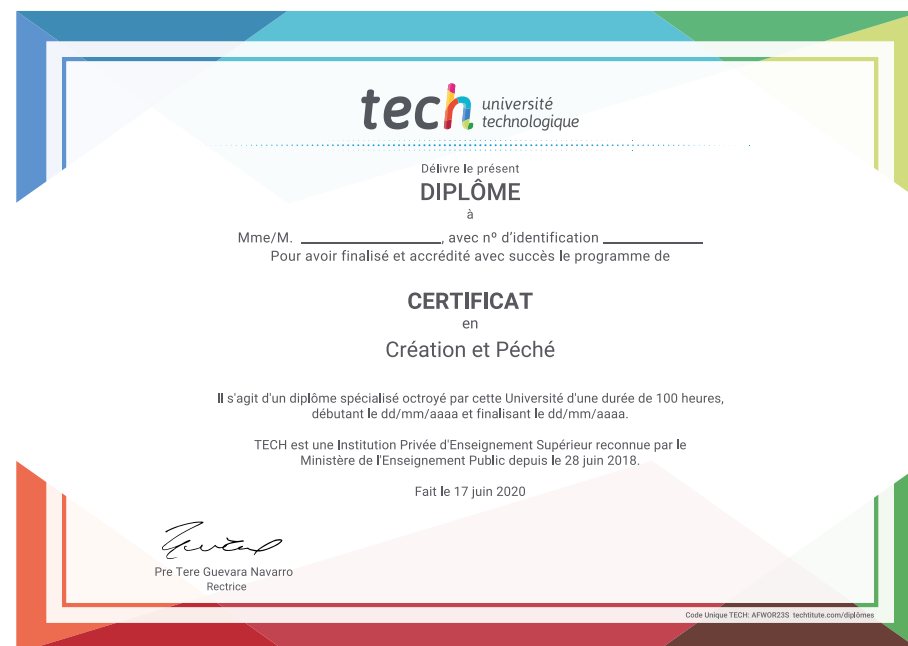 tech université
technologique
Délivre le présent
DIPLÔME
à
Mme/M. ____________________, avec nº d'identification ______________
Pour avoir finalisé et accrédité avec succès le programme de
CERTIFICAT
en
Création et Péché
Il s'agit d'un diplôme spécialisé octroyé par cette Université d'une durée de 100 heures,
débutant le dd/mm/aaaa et finalisant le dd/mm/aaaa.
TECH est une Institution Privée d'Enseignement Supérieur reconnue par le
Ministère de l'Enseignement Public depuis le 28 juin 2018.
Fait le 17 juin 2020
Pre Tere Guevara Navarro
Rectrice
Code Unique TECH: AFWOR23S techtitute.com/diplômes